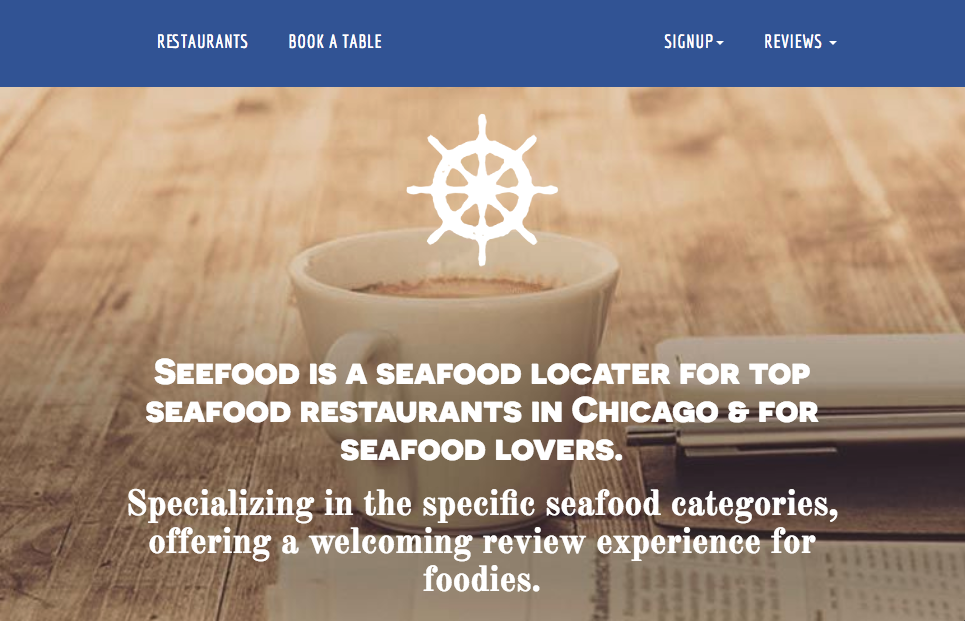 RESTAURANTS BOOK A TABLE SIGNUP REVIEWS
Seefood is a seafood locater for top
seafood restaurants in Chicago & for
seafood lovers.
Specializing in the specific seafood categories,
offering a welcoming review experience for
foodies.